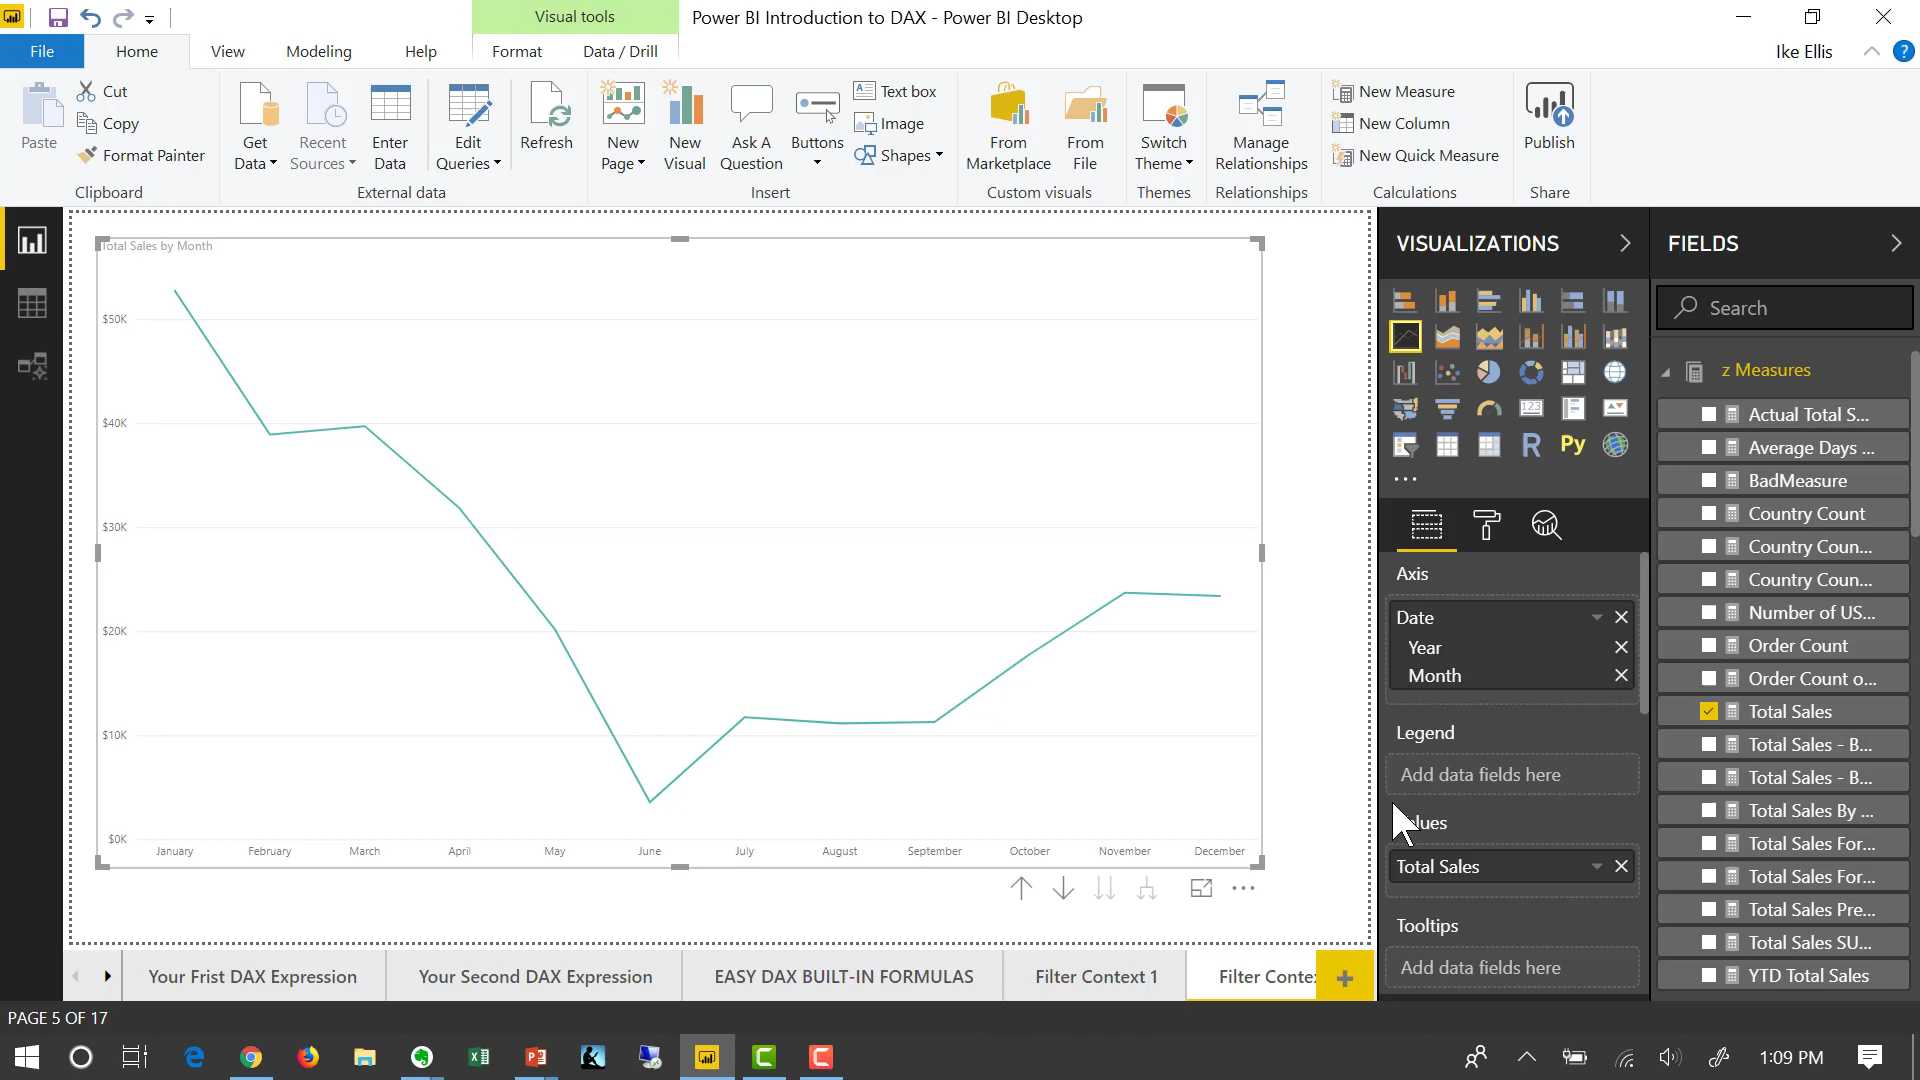 Visual tools
Power BI Introduction to DAX - Power BI Desktop
File
Home
View
Modeling
Help
Format
Data / Drill
Ike Ellis
?
Paste
Cut
Copy
Format Painter
Clipboard
Get Data
Recent Sources
Enter Data
Edit Queries
Refresh
External data
New Page
New Visual
Ask A Question
Buttons
Text box
Image
Shapes
Insert
From Marketplace
From File
Custom visuals
Switch Theme
Themes
Manage Relationships
Relationships
New Measure
New Column
New Quick Measure
Calculations
Publish
Share
Total Sales by Month
$50K
$40K
$30K
$20K
$10K
$0K
January
February
March
April
May
June
July
August
September
October
November
December
VISUALIZATIONS
123
R
Py
Axis
Date
Year
Month
Legend
Add data fields here
lues
Total Sales
Tooltips
Add data fields here
FIELDS
Search
z Measures
Actual Total S...
Average Days ...
BadMeasure
Country Count
Country Coun...
Country Coun...
Number of US...
Order Count
Order Count o...
Total Sales
Total Sales - B...
Total Sales - B...
Total Sales By ...
Total Sales For...
Total Sales For...
Total Sales Pre...
Total Sales SU...
YTD Total Sales
Your Frist DAX Expression
Your Second DAX Expression
EASY DAX BUILT-IN FORMULAS
Filter Context 1
Filter Conte
PAGE 5 OF 17
1:09 PM